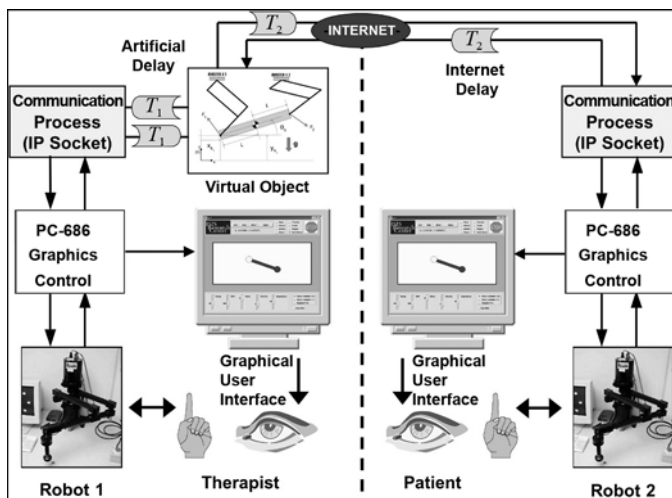 T₂
INTERNET
T₂
Artificial
Delay
Internet
Delay
Communication
Process
(IP Socket)
T₁
T₁
Virtual Object
Communication
Process
(IP Socket)
PC-686
Graphics
Control
PC-686
Graphics
Control
Graphical
User
Interface
Graphical
User
Interface
Robot 1
Therapist
Patient
Robot 2